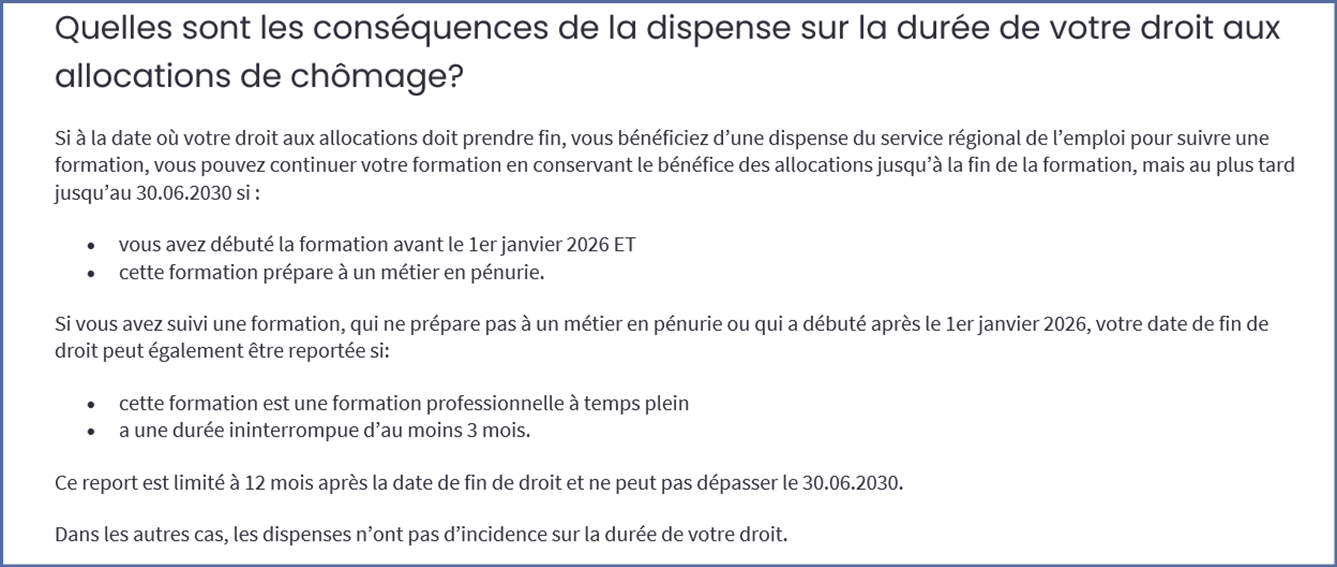 Quelles sont les conséquences de la dispense sur la durée de votre droit aux
allocations de chômage?
Si à la date où votre droit aux allocations doit prendre fin, vous bénéficiez d’une dispense du service régional de l’emploi pour suivre une
formation, vous pouvez continuer votre formation en conservant le bénéfice des allocations jusqu’à la fin de la formation, mais au plus tard
jusqu’au 30.06.2030 si :
• vous avez débuté la formation avant le 1er janvier 2026 ET
• cette formation prépare à un métier en pénurie.
Si vous avez suivi une formation, qui ne prépare pas à un métier en pénurie ou qui a débuté après le 1er janvier 2026, votre date de fin de
droit peut également être reportée si:
• cette formation est une formation professionnelle à temps plein
• a une durée ininterrompue d’au moins 3 mois.
Ce report est limité à 12 mois après la date de fin de droit et ne peut pas dépasser le 30.06.2030.
Dans les autres cas, les dispenses n’ont pas d’incidence sur la durée de votre droit.